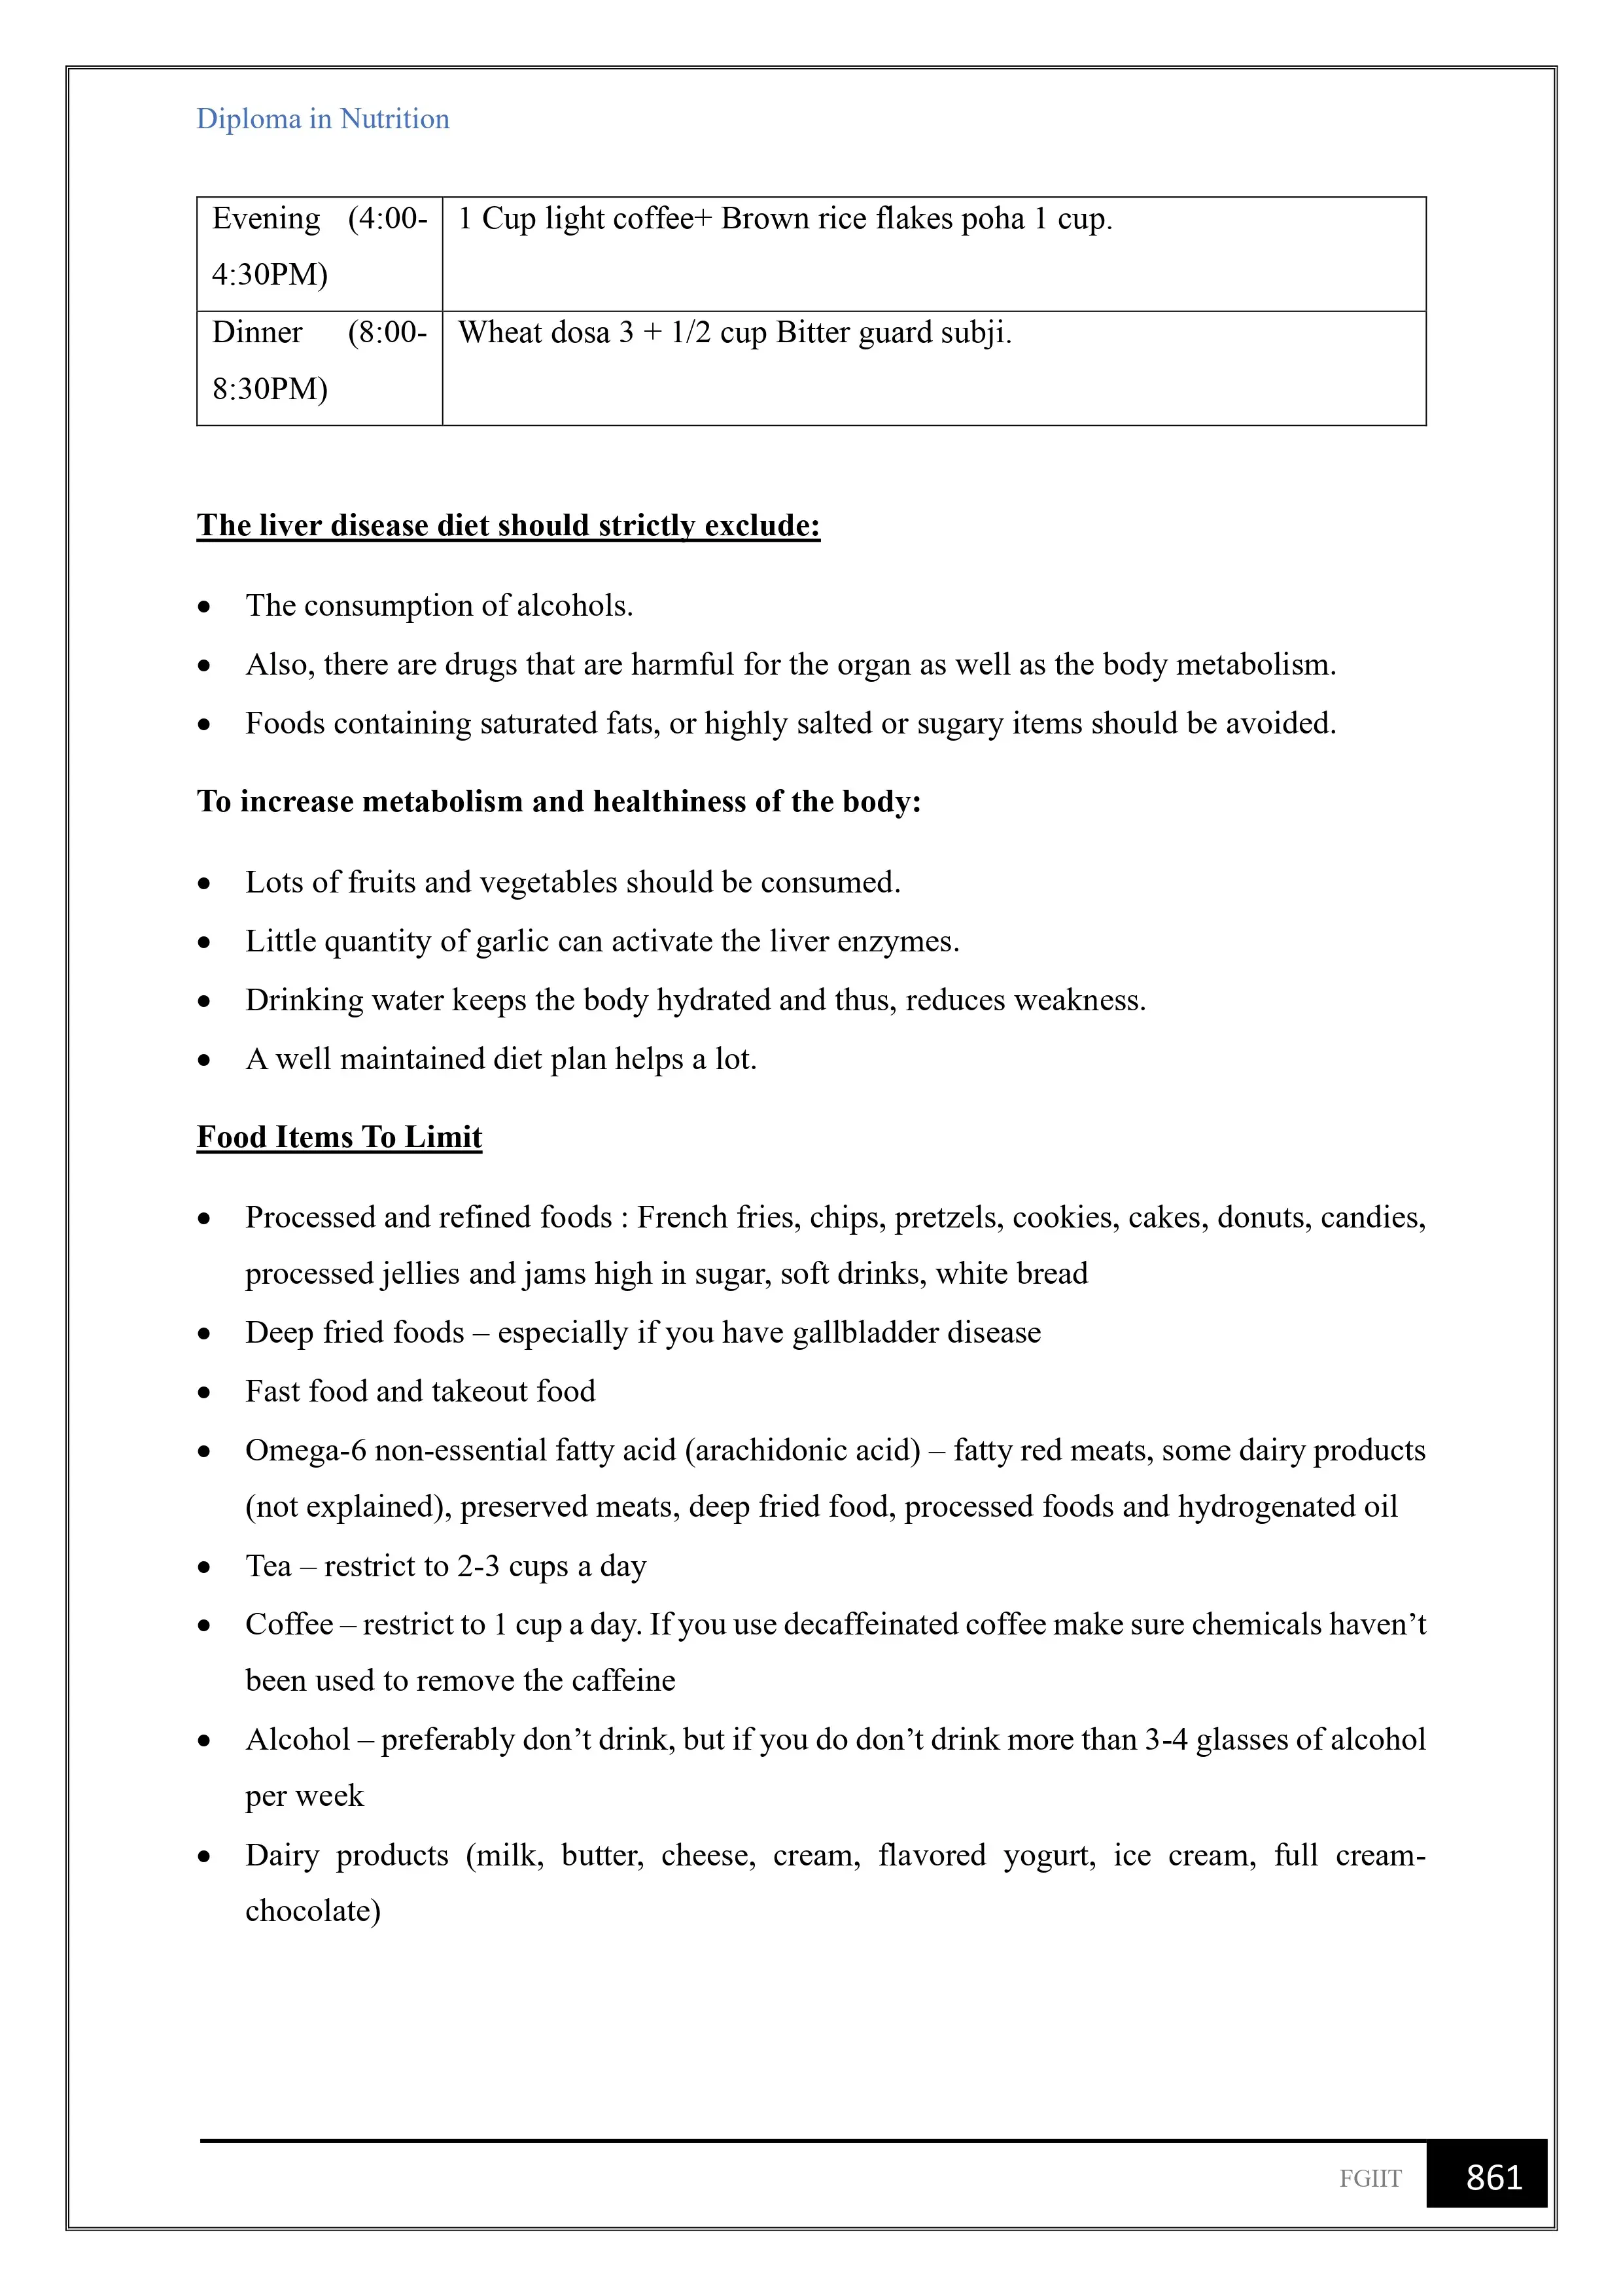 Diploma in Nutrition
Evening (4:00-
4:30PM)
1 Cup light coffee+ Brown rice flakes poha 1 cup.
Dinner (8:00-
8:30PM)
Wheat dosa 3 + 1/2 cup Bitter guard subji.
The liver disease diet should strictly exclude:
• The consumption of alcohols.
• Also, there are drugs that are harmful for the organ as well as the body metabolism.
• Foods containing saturated fats, or highly salted or sugary items should be avoided.
To increase metabolism and healthiness of the body:
• Lots of fruits and vegetables should be consumed.
• Little quantity of garlic can activate the liver enzymes.
• Drinking water keeps the body hydrated and thus, reduces weakness.
• A well maintained diet plan helps a lot.
Food Items To Limit
• Processed and refined foods : French fries, chips, pretzels, cookies, cakes, donuts, candies,
processed jellies and jams high in sugar, soft drinks, white bread
• Deep fried foods – especially if you have gallbladder disease
• Fast food and takeout food
• Omega-6 non-essential fatty acid (arachidonic acid) – fatty red meats, some dairy products
(not explained), preserved meats, deep fried food, processed foods and hydrogenated oil
• Tea – restrict to 2-3 cups a day
• Coffee – restrict to 1 cup a day. If you use decaffeinated coffee make sure chemicals haven’t
been used to remove the caffeine
• Alcohol – preferably don’t drink, but if you do don’t drink more than 3-4 glasses of alcohol
per week
• Dairy products (milk, butter, cheese, cream, flavored yogurt, ice cream, full cream-
chocolate)
FGIIT 861